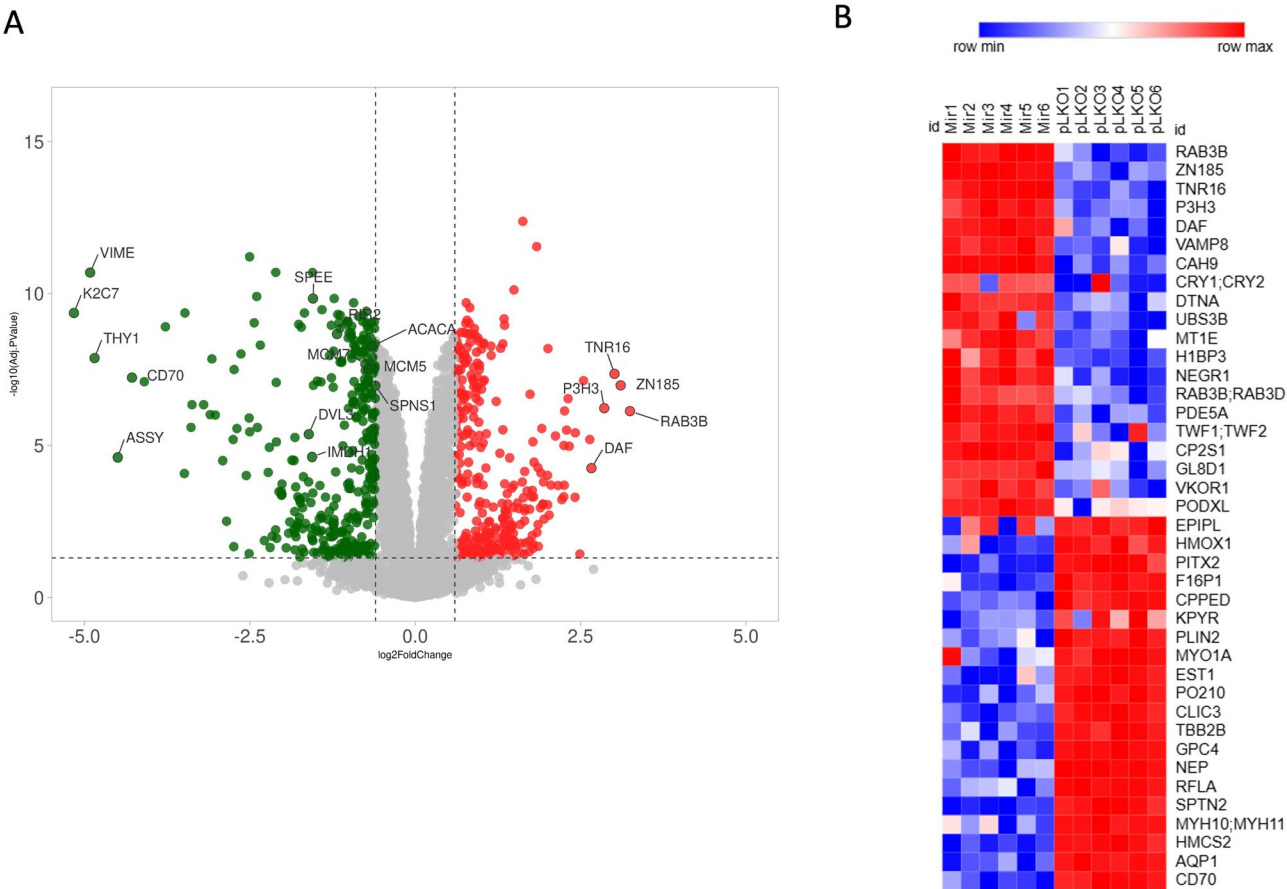 A
15
10
5
0
-log10(Adj.PValue)
VIME
K2C7
THY1
CD70
ASSY
SPEE
RIR2
ACACA
MCM7
MCM5
SPNS1
DVL3
IMDH1
TNR16
P3H3
ZN185
RAB3B
DAF
-5.0 -2.5 0.0 2.5 5.0
log2FoldChange
B
row min row max
id Mir1 Mir2 Mir3 Mir4 Mir5 Mir6 pLKO1 pLKO2 pLKO3 pLKO4 pLKO5 pLKO6 id
RAB3B
ZN185
TNR16
P3H3
DAF
VAMP8
CAH9
CRY1;CRY2
DTNA
UBS3B
MT1E
H1BP3
NEGR1
RAB3B;RAB3D
PDE5A
TWF1;TWF2
CP2S1
GL8D1
VKOR1
PODXL
EPIPL
HMOX1
PITX2
F16P1
CPPED
KPYR
PLIN2
MYO1A
EST1
PO210
CLIC3
TBB2B
GPC4
NEP
RFLA
SPTN2
MYH10;MYH11
HMCS2
AQP1
CD70